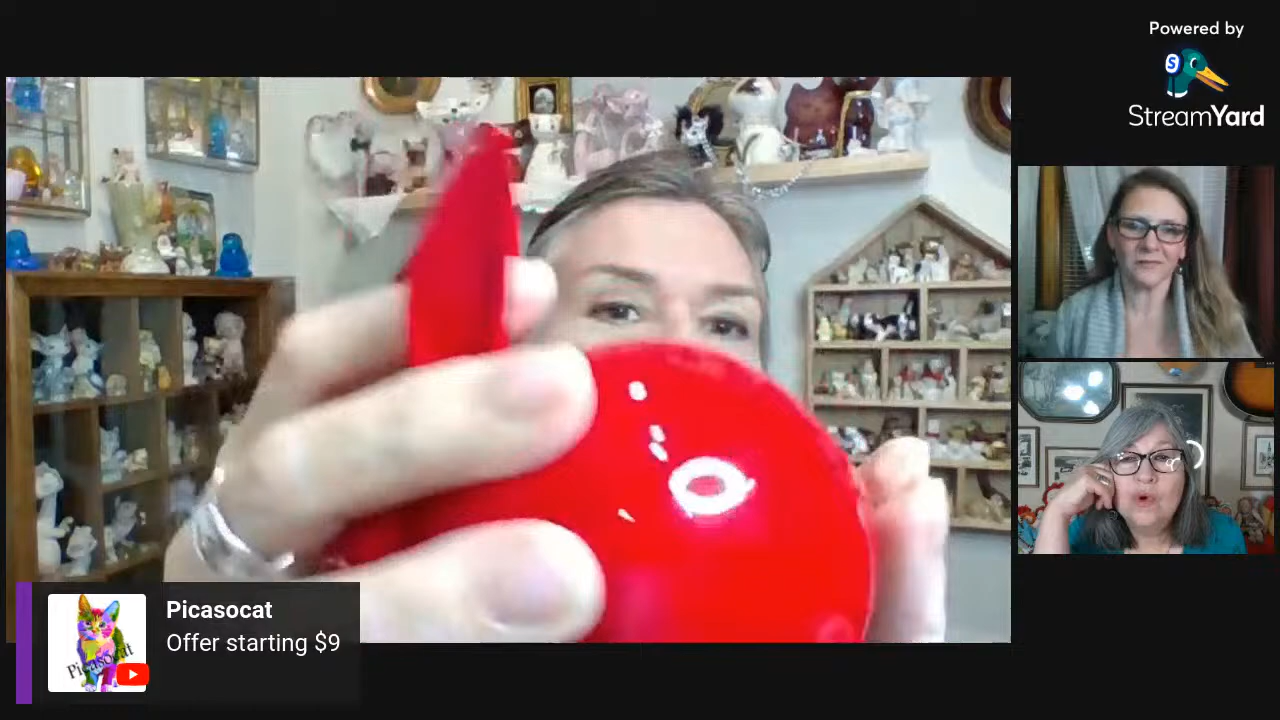 Powered by
StreamYard
Picasocat
Picasocat
Offer starting $9